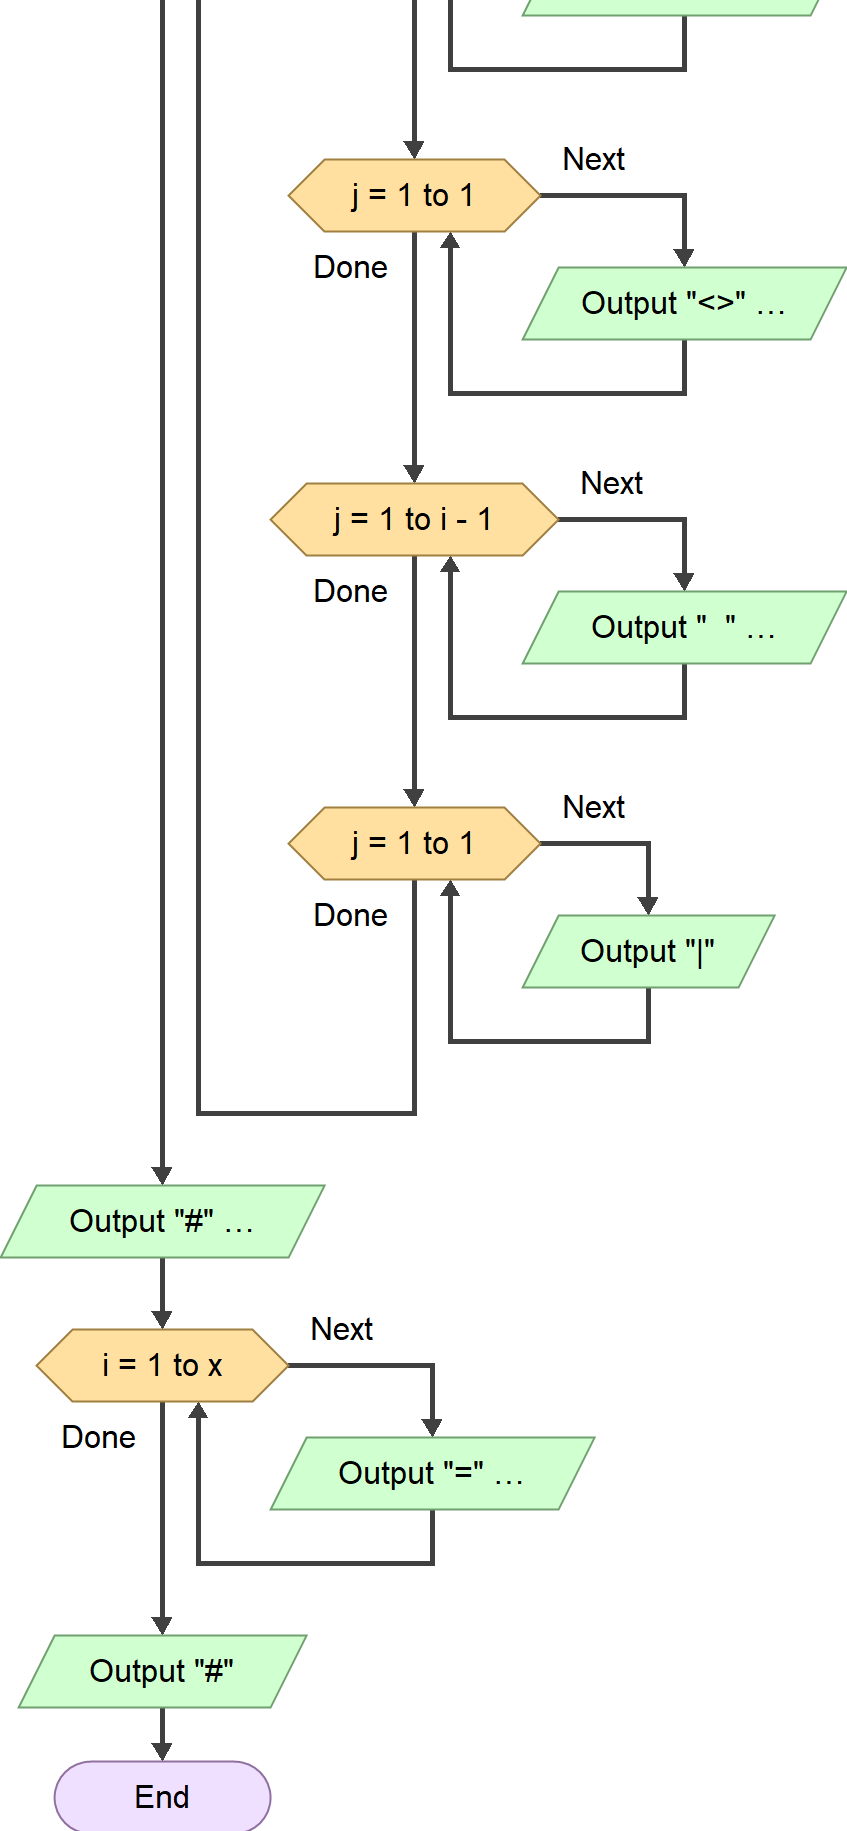 Next
j = 1 to 1
Done
Output "<>" …
Next
j = 1 to i - 1
Done
Output "  " …
Next
j = 1 to 1
Done
Output "|"
Output "#" …
Next
i = 1 to x
Done
Output "=" …
Output "#"
End